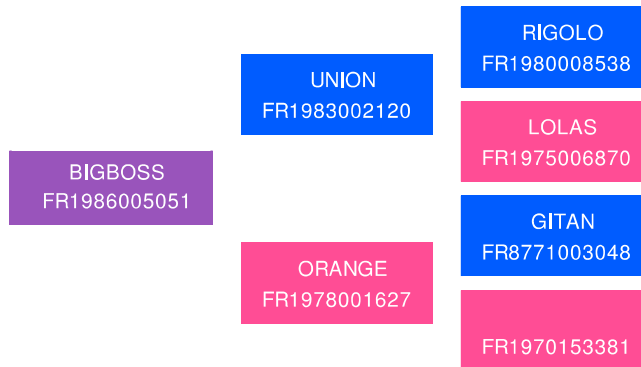 BIGBOSS
FR1986005051
UNION
FR1983002120
ORANGE
FR1978001627
RIGOLO
FR1980008538
LOLAS
FR1975006870
GITAN
FR8771003048
FR1970153381